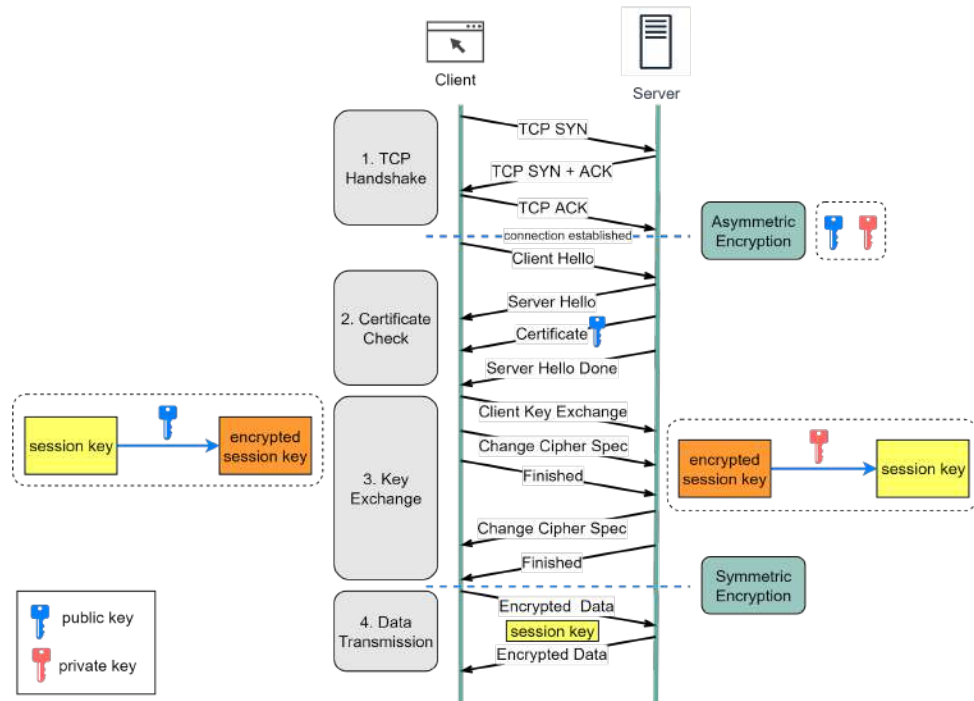 Client
Server
1. TCP
Handshake
TCP SYN
TCP SYN + ACK
TCP ACK
connection established
Asymmetric
Encryption
Client Hello
2. Certificate
Check
Server Hello
Certificate
Server Hello Done
session key
encrypted
session key
3. Key
Exchange
Client Key Exchange
Change Cipher Spec
Finished
Change Cipher Spec
Finished
encrypted
session key
session key
Symmetric
Encryption
4. Data
Transmission
Encrypted Data
session key
Encrypted Data
public key
private key